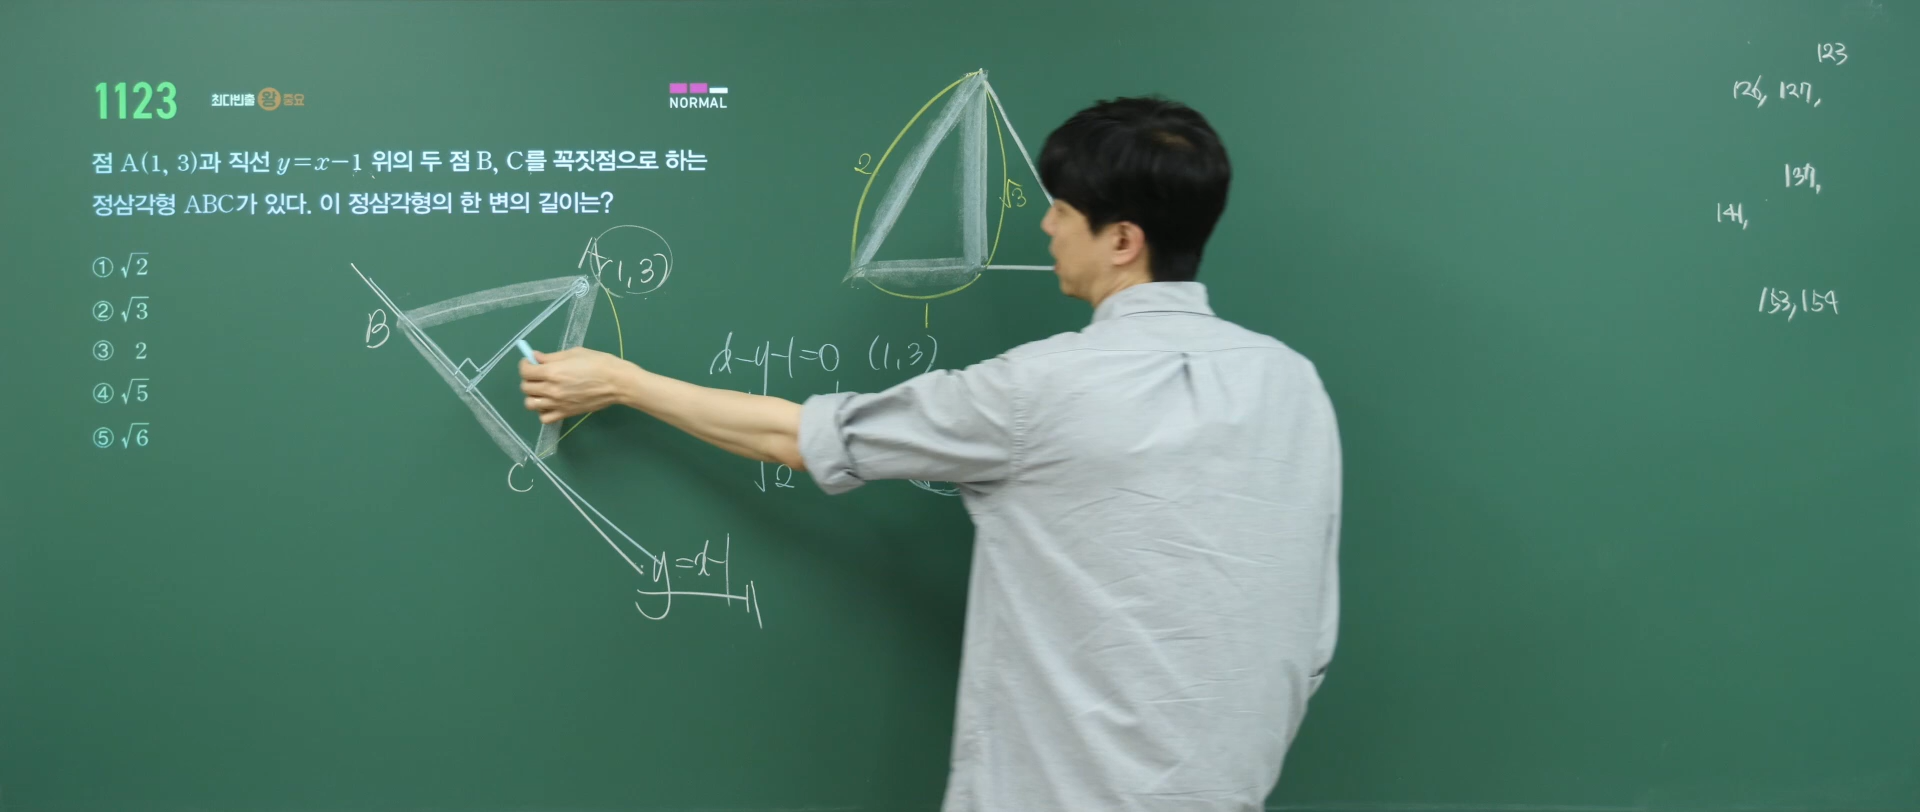 1123 최다빈출 왕 중요
NORMAL
점 A(1, 3)과 직선 y=x-1 위의 두 점 B, C를 꼭짓점으로 하는
정삼각형 ABC가 있다. 이 정삼각형의 한 변의 길이는?
① √2
② √3
③ 2
④ √5
⑤ √6
A(1,3)
B
C
y=x-1
2
√3
1
x-y-1=0 (1,3)
√2
123
126, 127,
137,
141,
153, 154